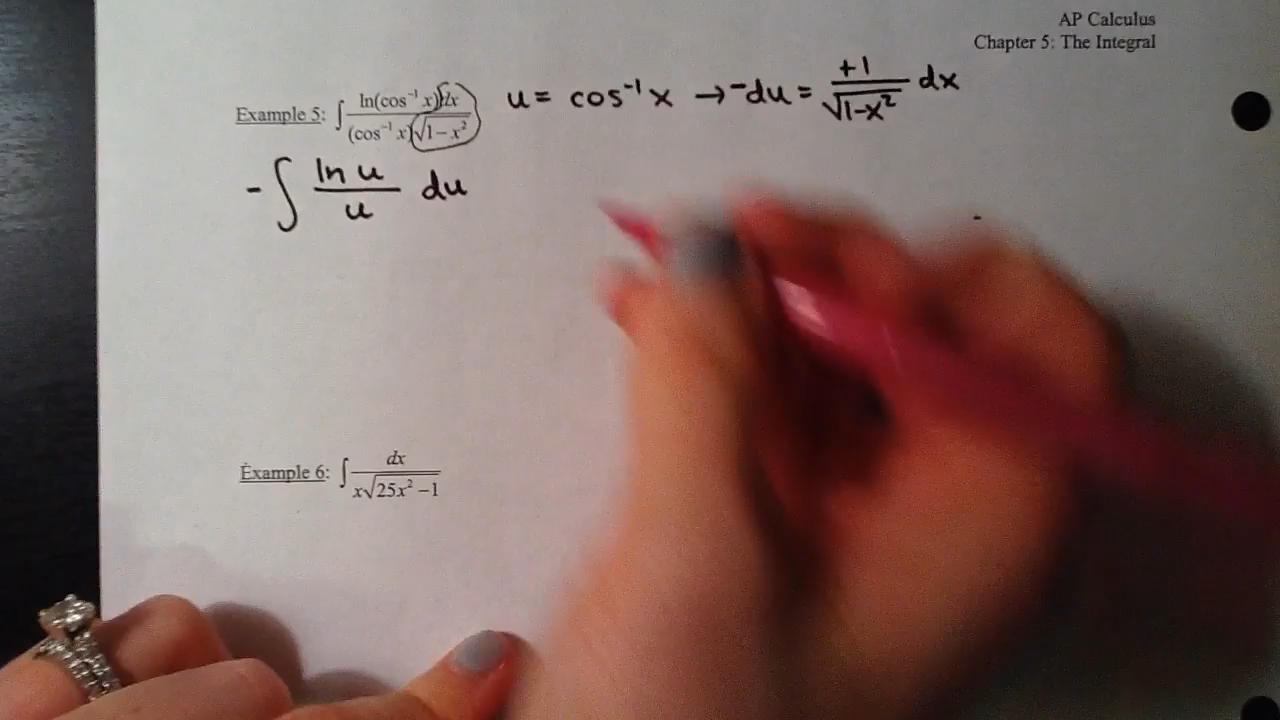 AP Calculus
Chapter 5: The Integral
Example 5: ∫ ln(cos⁻¹ x) dx / (cos⁻¹ x)√1−x² u = cos⁻¹x → ⁻du = +1/√1-x² dx
- ∫ ln u / u du
Example 6: ∫ dx / x√25x² −1